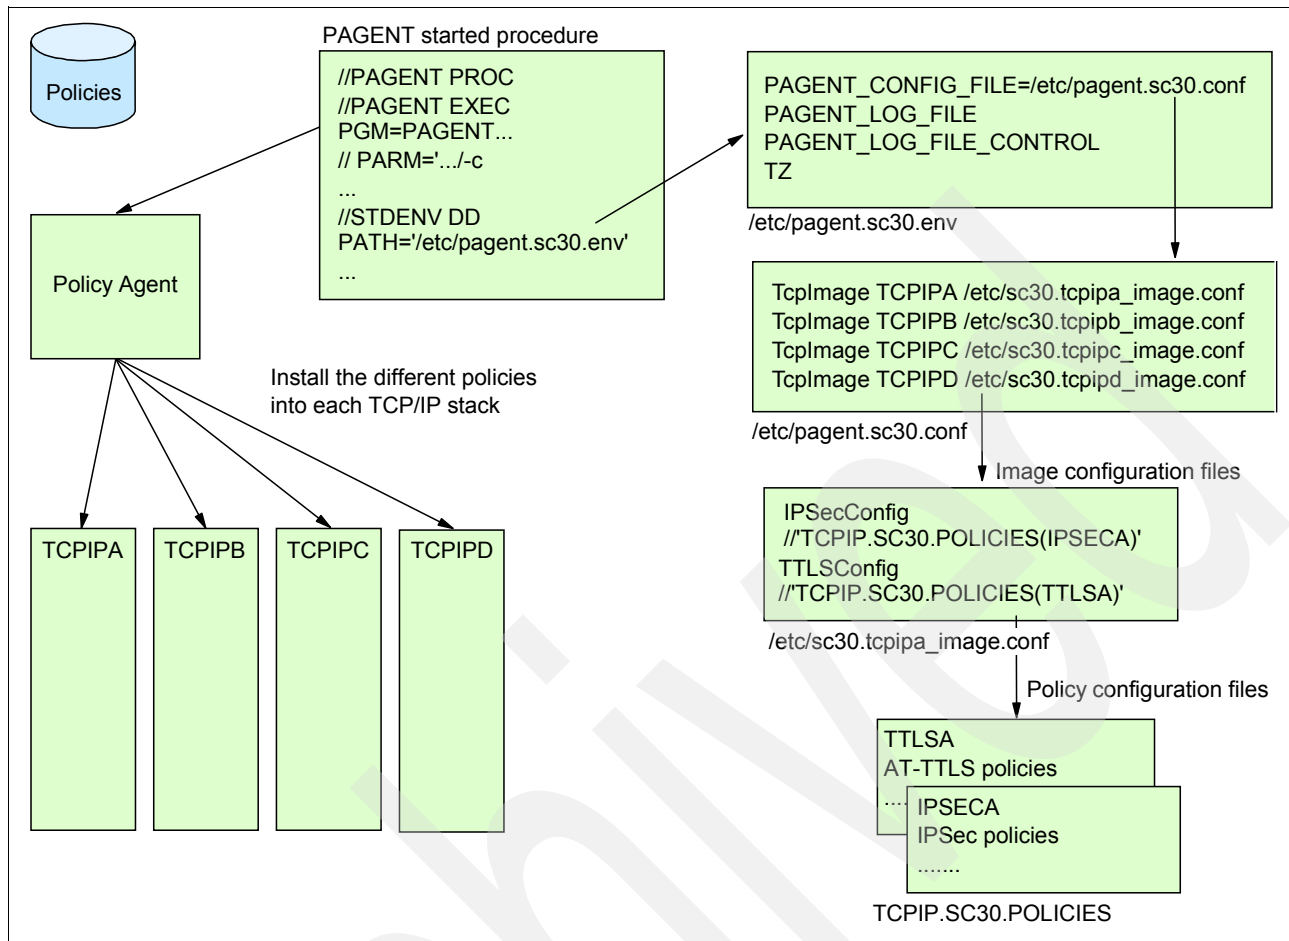 PAGENT started procedure
Policies
//PAGENT PROC
//PAGENT EXEC
PGM=PAGENT...
// PARM='.../-c
...
//STDENV DD
PATH='/etc/pagent.sc30.env'
...
PAGENT_CONFIG_FILE=/etc/pagent.sc30.conf
PAGENT_LOG_FILE
PAGENT_LOG_FILE_CONTROL
TZ
/etc/pagent.sc30.env
Policy Agent
TcpImage TCPIPA /etc/sc30.tcpipa_image.conf
TcpImage TCPIPB /etc/sc30.tcpipb_image.conf
TcpImage TCPIPC /etc/sc30.tcpipc_image.conf
TcpImage TCPIPD /etc/sc30.tcpipd_image.conf
/etc/pagent.sc30.conf
Install the different policies
into each TCP/IP stack
Image configuration files
TCPIPA
TCPIPB
TCPIPC
TCPIPD
IPSecConfig
//'TCPIP.SC30.POLICIES(IPSECA)'
TTLSConfig
//'TCPIP.SC30.POLICIES(TTLSA)'
/etc/sc30.tcpipa_image.conf
Policy configuration files
TTLSA
AT-TTLS policies
....
IPSECA
IPSec policies
.......
TCPIP.SC30.POLICIES
hived